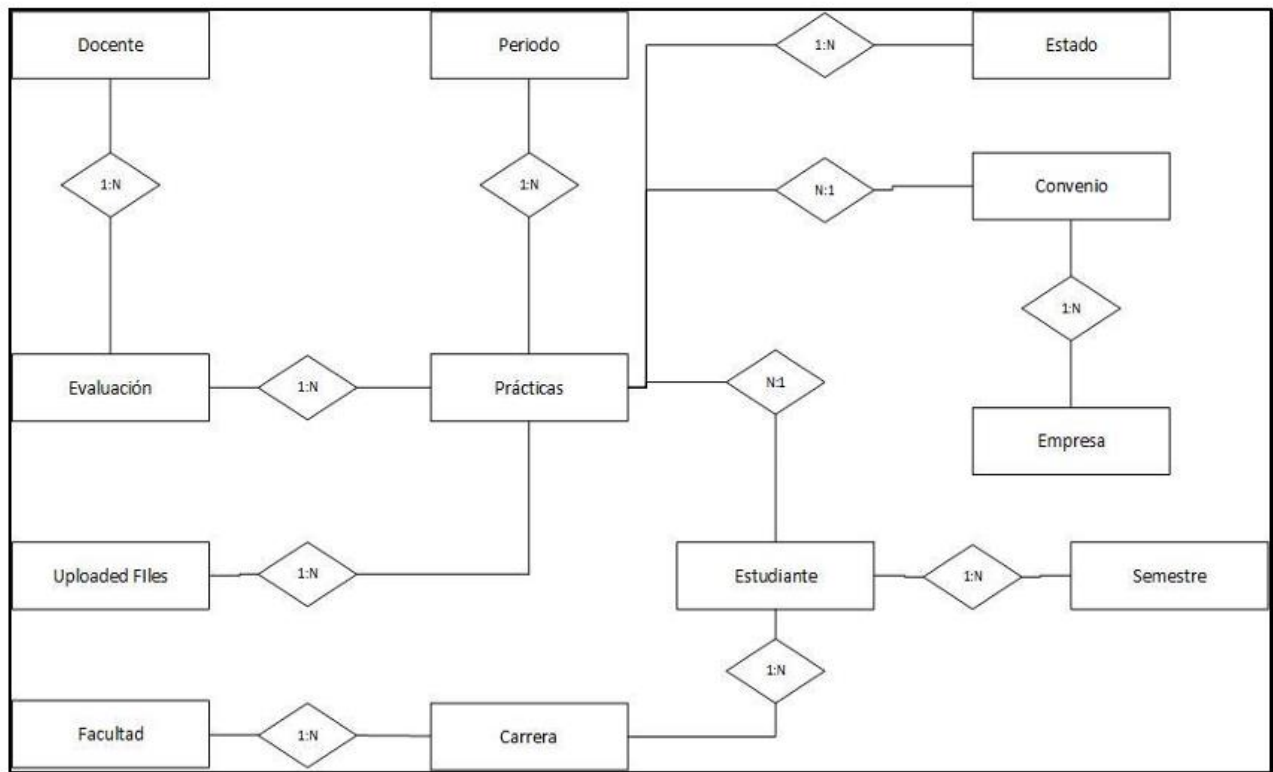 Docente
Periodo
1:N
Estado
1:N
1:N
N:1
Convenio
1:N
Evaluación
1:N
Prácticas
N:1
Empresa
Uploaded FIles
1:N
Estudiante
1:N
Semestre
1:N
Facultad
1:N
Carrera